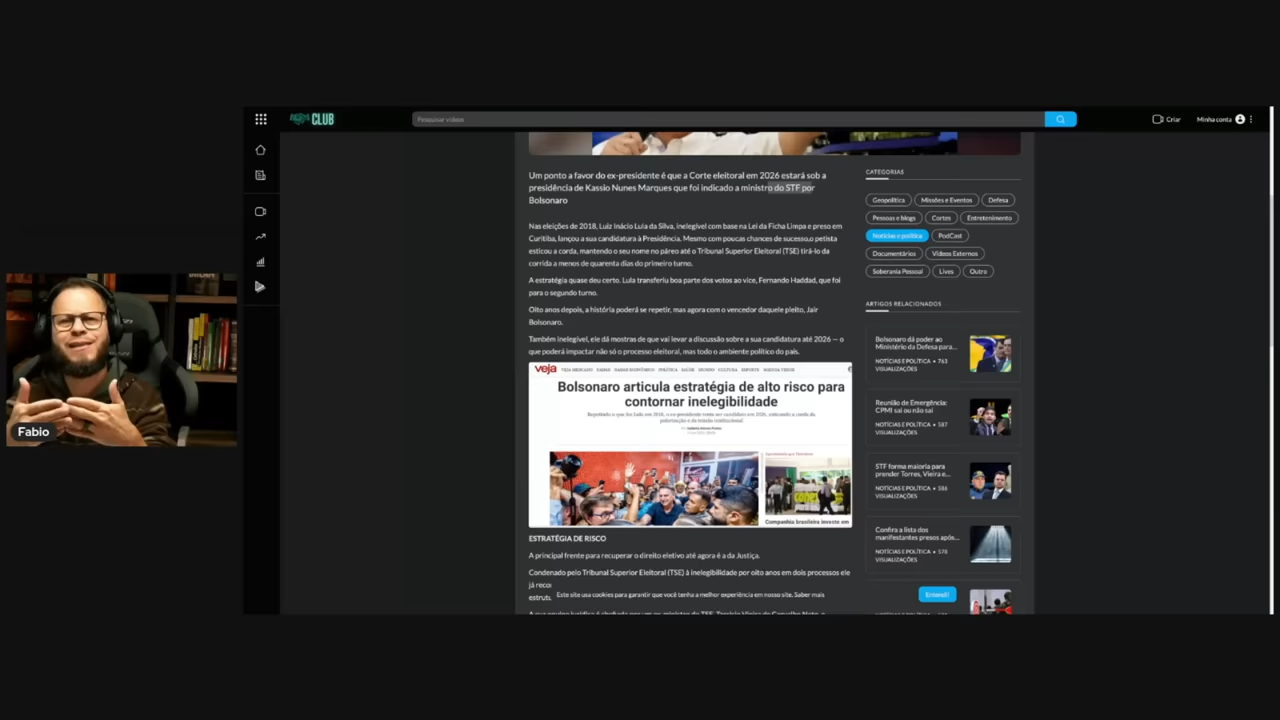 CLUB
Pesquisar vídeos
Criar
Minha conta
Um ponto a favor do ex-presidente é que a Corte eleitoral em 2026 estará sob a
presidência de Kassio Nunes Marques que foi indicado a ministro do STF por
Bolsonaro
Nas eleições de 2018, Luiz Inácio Lula da Silva, inelegível com base na Lei da Ficha Limpa e preso em
Curitiba, lançou a sua candidatura à Presidência. Mesmo com poucas chances de sucesso,o petista
esticou a corda, mantendo o seu nome no páreo até o Tribunal Superior Eleitoral (TSE) tirá-lo da
corrida a menos de quarenta dias do primeiro turno.
A estratégia quase deu certo. Lula transferiu boa parte dos votos ao vice, Fernando Haddad, que foi
para o segundo turno.
Oito anos depois, a história poderá se repetir, mas agora com o vencedor daquele pleito, Jair
Bolsonaro.
Também inelegível, ele dá mostras de que vai levar a discussão sobre a sua candidatura até 2026 — o
que poderá impactar não só o processo eleitoral, mas todo o ambiente político do país.
veja
Bolsonaro articula estratégia de alto risco para
contornar inelegibilidade
Companhia brasileira investe em
ESTRATÉGIA DE RISCO
A principal frente para recuperar o direito eletivo até agora é a da Justiça.
Condenado pelo Tribunal Superior Eleitoral (TSE) à inelegibilidade por oito anos em dois processos ele
já reco
estrut
Este site usa cookies para garantir que você tenha a melhor experiência em nosso site. Saber mais
Entendi!
CATEGORIAS
Geopolítica
Missões e Eventos
Defesa
Pessoas e blogs
Cortes
Entretenimento
Notícias e política
PodCast
Documentários
Vídeos Externos
Soberania Pessoal
Lives
Outro
ARTIGOS RELACIONADOS
Bolsonaro dá poder ao
Ministério da Defesa para...
NOTÍCIAS E POLÍTICA • 763
VISUALIZAÇÕES
Reunião de Emergência:
CPMI sai ou não sai
NOTÍCIAS E POLÍTICA • 587
VISUALIZAÇÕES
STF forma maioria para
prender Torres, Vieira e...
NOTÍCIAS E POLÍTICA • 586
VISUALIZAÇÕES
Confira a lista dos
manifestantes presos após...
NOTÍCIAS E POLÍTICA • 578
VISUALIZAÇÕES
Fabio